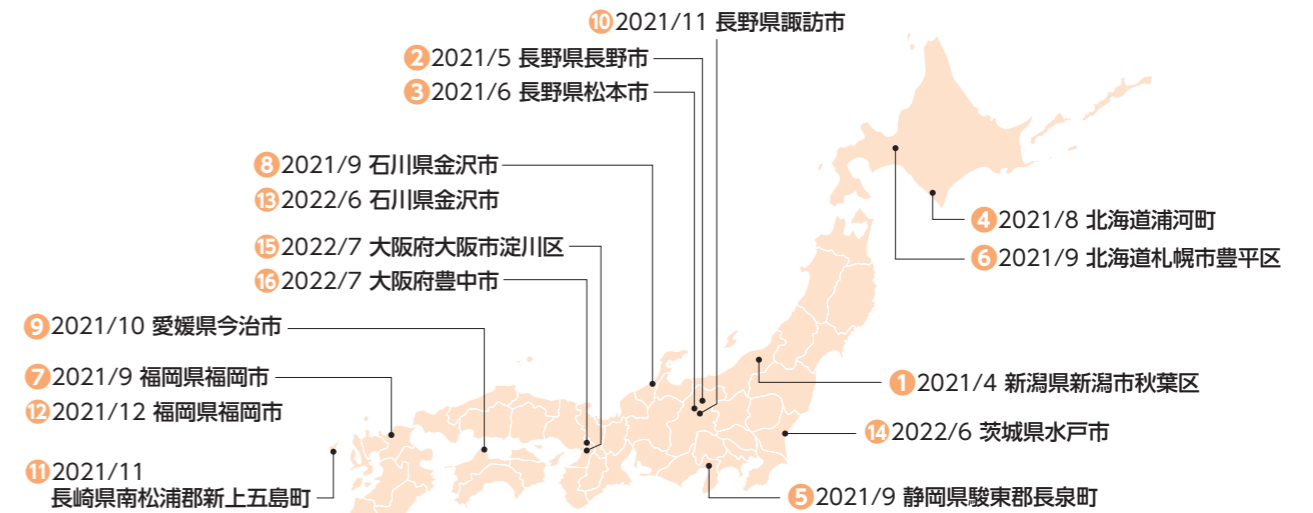 ⑩2021/11 長野県諏訪市
②2021/5 長野県長野市
③2021/6 長野県松本市
⑧2021/9 石川県金沢市
⑬2022/6 石川県金沢市
④2021/8 北海道浦河町
⑮2022/7 大阪府大阪市淀川区
⑥2021/9 北海道札幌市豊平区
⑯2022/7 大阪府豊中市
⑨2021/10 愛媛県今治市
⑦2021/9 福岡県福岡市
①2021/4 新潟県新潟市秋葉区
⑫2021/12 福岡県福岡市
⑭2022/6 茨城県水戸市
⑪2021/11
長崎県南松浦郡新上五島町
⑤2021/9 静岡県駿東郡長泉町